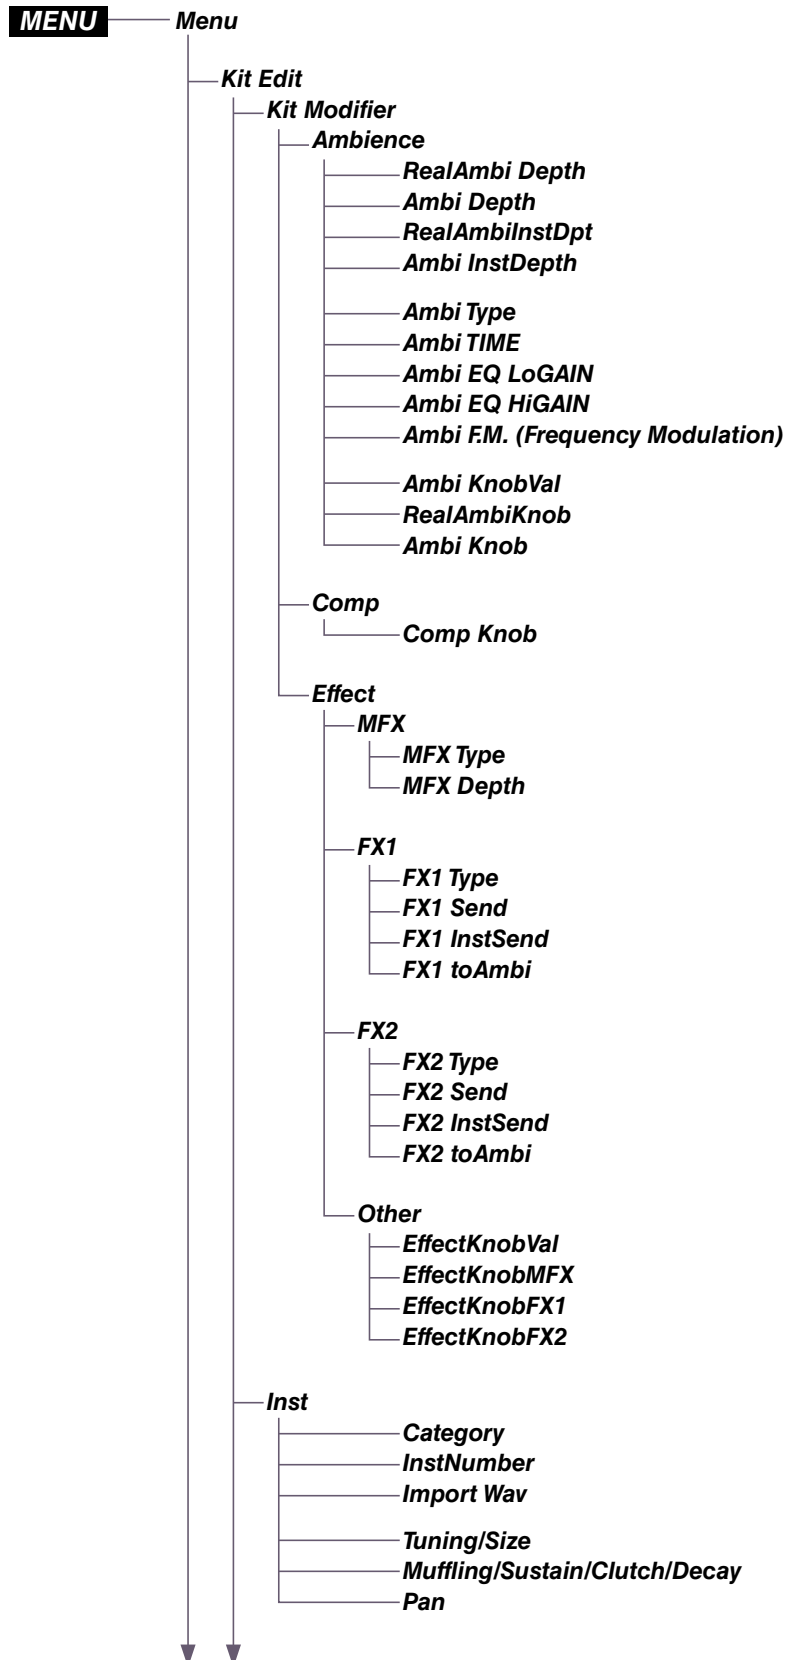 MENU Menu
Kit Edit
Kit Modifier
Ambience
RealAmbi Depth
Ambi Depth
RealAmbiInstDpt
Ambi InstDepth
Ambi Type
Ambi TIME
Ambi EQ LoGAIN
Ambi EQ HiGAIN
Ambi F.M. (Frequency Modulation)
Ambi KnobVal
RealAmbiKnob
Ambi Knob
Comp
Comp Knob
Effect
MFX
MFX Type
MFX Depth
FX1
FX1 Type
FX1 Send
FX1 InstSend
FX1 toAmbi
FX2
FX2 Type
FX2 Send
FX2 InstSend
FX2 toAmbi
Other
EffectKnobVal
EffectKnobMFX
EffectKnobFX1
EffectKnobFX2
Inst
Category
InstNumber
Import Wav
Tuning/Size
Muffling/Sustain/Clutch/Decay
Pan